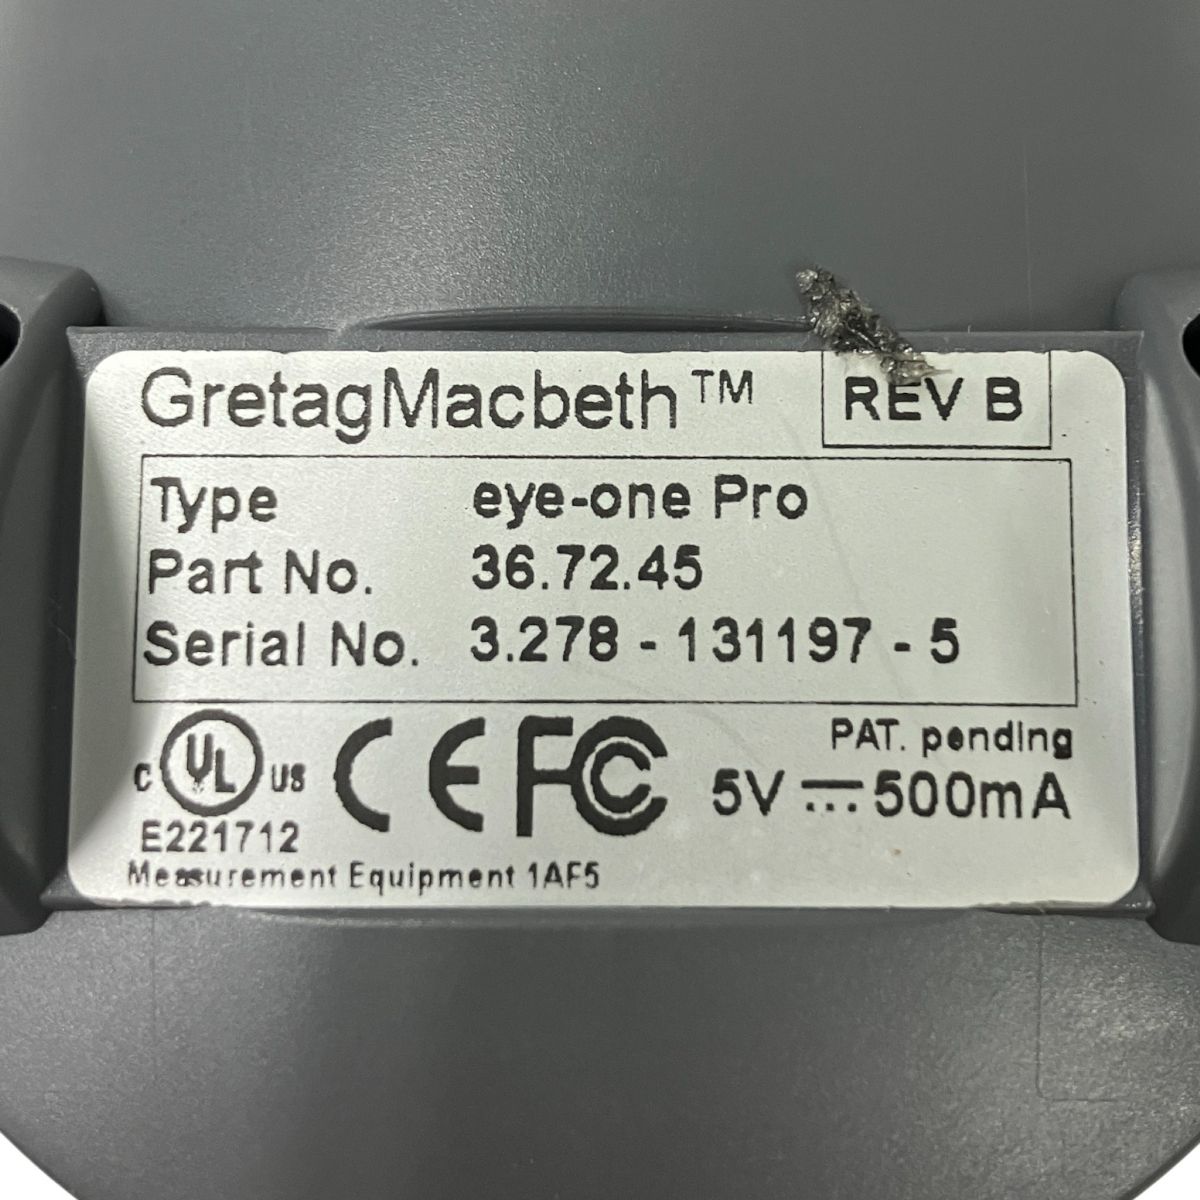 GretagMacbeth™
REV B
Type eye-one Pro
Part No. 36.72.45
Serial No. 3.278 - 131197 - 5
PAT. pending
C UL US CE FC 5V ⎓ 500mA
E221712
Measurement Equipment 1AF5